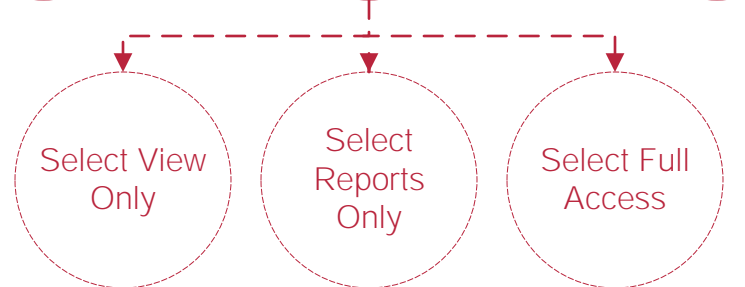 Select View
Only
Select
Reports
Only
Select Full
Access